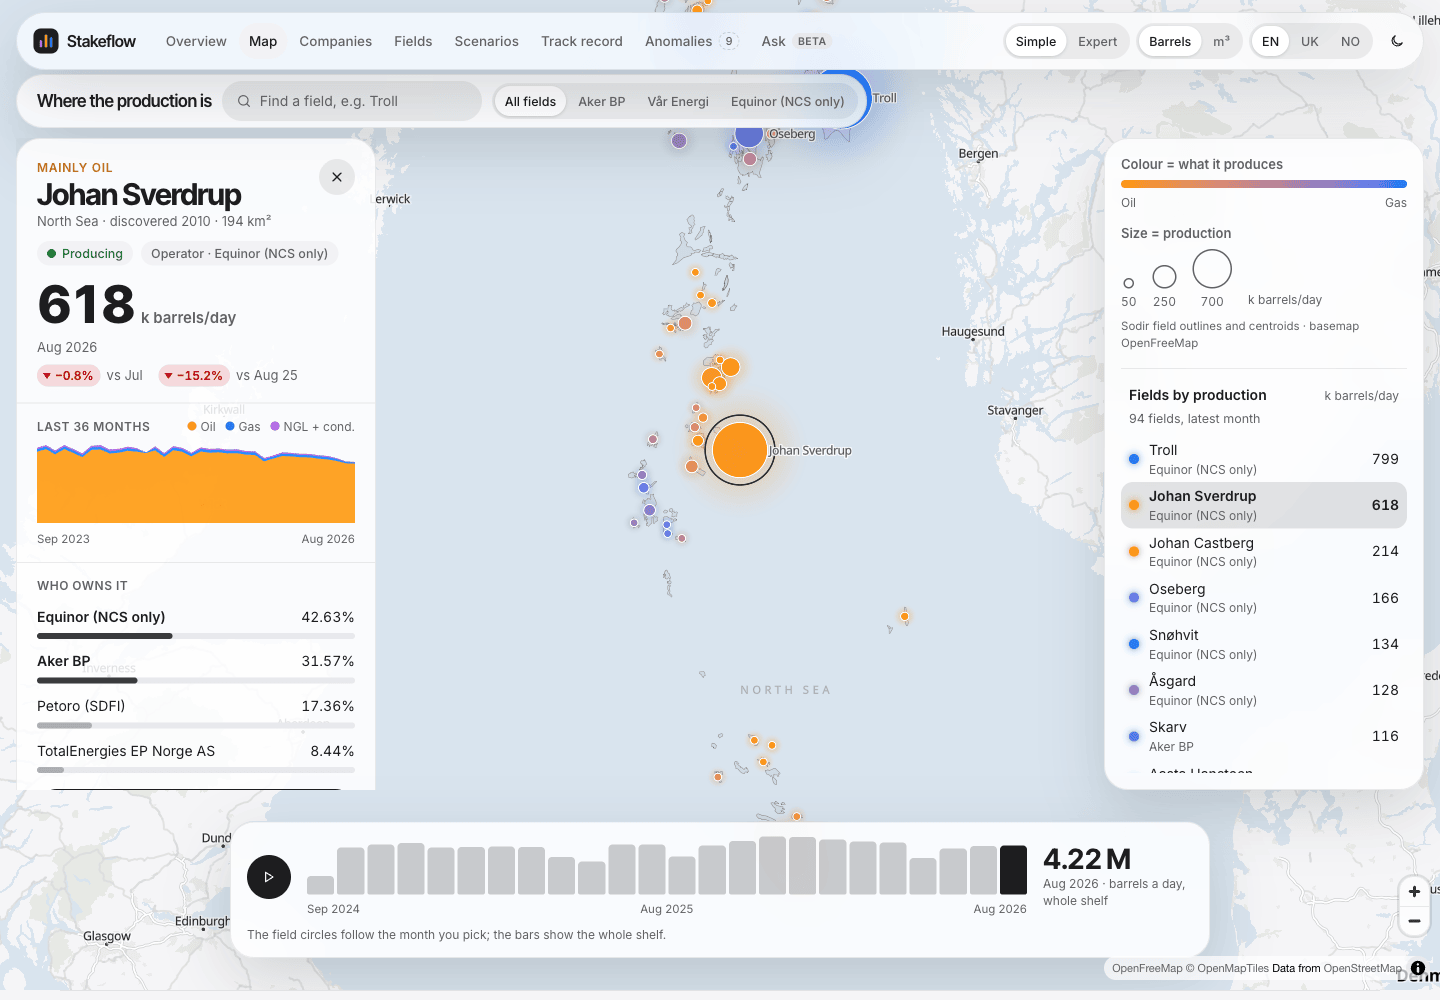 Stakeflow
Overview
Map
Companies
Fields
Scenarios
Track record
Anomalies 9
Ask BETA
Simple Expert
Barrels m³
EN UK NO
Where the production is
Find a field, e.g. Troll
All fields
Aker BP
Vår Energi
Equinor (NCS only)
MAINLY OIL
Johan Sverdrup
North Sea · discovered 2010 · 194 km²
Producing
Operator · Equinor (NCS only)
618 k barrels/day
Aug 2026
−0.8% vs Jul
−15.2% vs Aug 25
LAST 36 MONTHS
Oil Gas NGL + cond.
Sep 2023 Aug 2026
WHO OWNS IT
Equinor (NCS only) 42.63%
Aker BP 31.57%
Petoro (SDFI) 17.36%
TotalEnergies EP Norge AS 8.44%
Troll
Oseberg
Bergen
Haugesund
Stavanger
Johan Sverdrup
NORTH SEA
Kirkwall
Inverness
Edinburgh
Glasgow
Colour = what it produces
Oil Gas
Size = production
50 250 700 k barrels/day
Sodir field outlines and centroids · basemap
OpenFreeMap
Fields by production k barrels/day
94 fields, latest month
Troll
Equinor (NCS only)
799
Johan Sverdrup
Equinor (NCS only)
618
Johan Castberg
Equinor (NCS only)
214
Oseberg
Equinor (NCS only)
166
Snøhvit
Equinor (NCS only)
134
Åsgard
Equinor (NCS only)
128
Skarv
Aker BP
116
Sep 2024 Aug 2025 Aug 2026
4.22 M
Aug 2026 · barrels a day,
whole shelf
The field circles follow the month you pick; the bars show the whole shelf.
OpenFreeMap © OpenMapTiles Data from OpenStreetMap